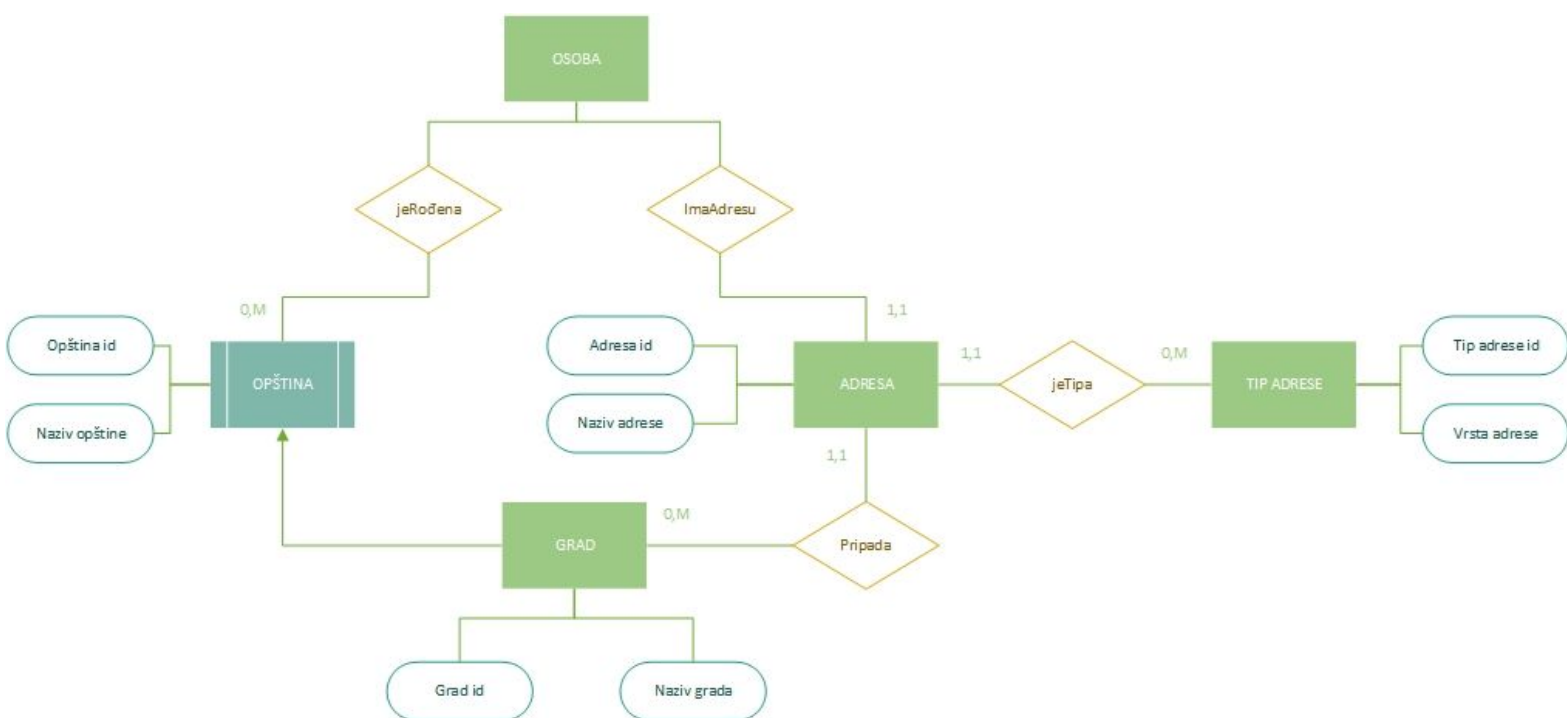 OSOBA
jeRođena
ImaAdresu
0,M
1,1
Opština id
Adresa id
Tip adrese id
1,1
0,M
OPŠTINA
ADRESA
jeTipa
TIP ADRESE
Naziv opštine
Naziv adrese
Vrsta adrese
1,1
0,M
GRAD
Pripada
Grad id
Naziv grada